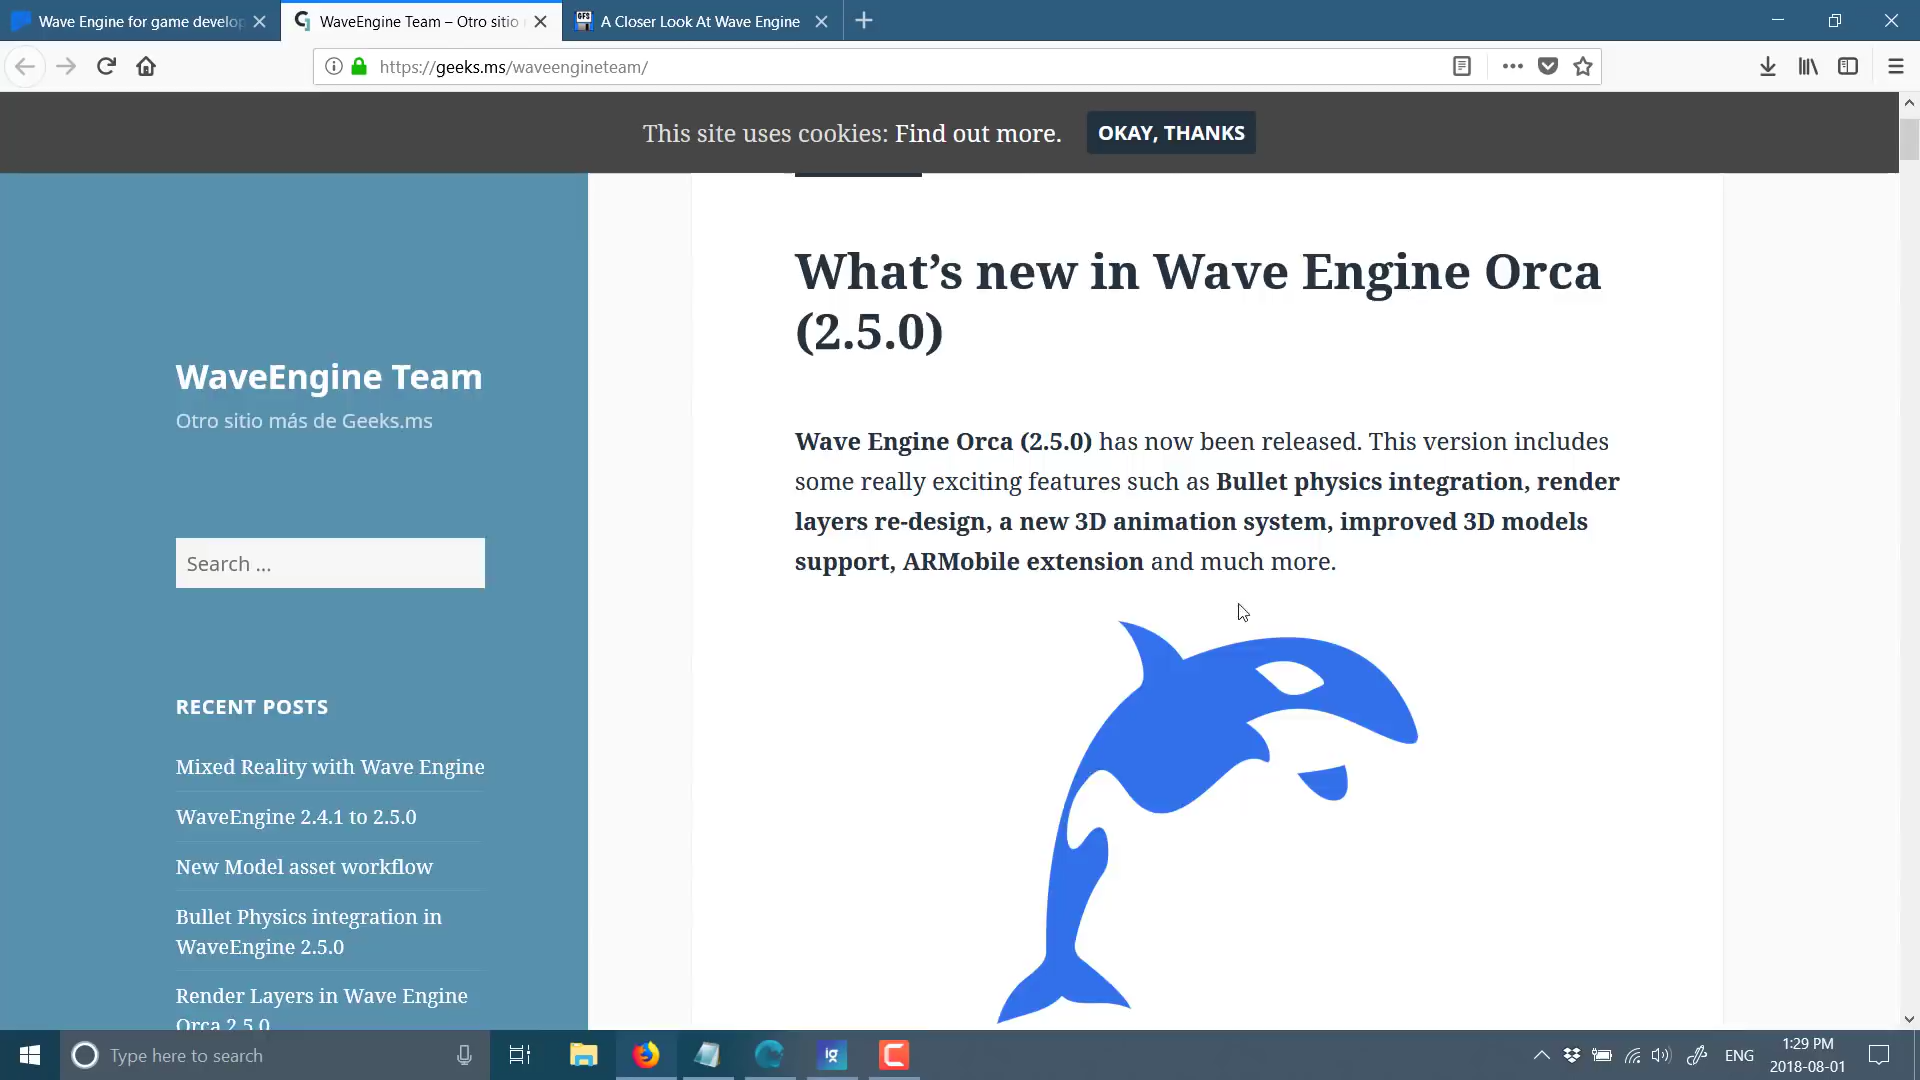 Wave Engine for game develop
WaveEngine Team – Otro sitio
A Closer Look At Wave Engine
https://geeks.ms/waveengineteam/
This site uses cookies: Find out more.
OKAY, THANKS
WaveEngine Team
Otro sitio más de Geeks.ms
Search ...
RECENT POSTS
Mixed Reality with Wave Engine
WaveEngine 2.4.1 to 2.5.0
New Model asset workflow
Bullet Physics integration in
WaveEngine 2.5.0
Render Layers in Wave Engine
Orca 2.5.0
What’s new in Wave Engine Orca
(2.5.0)
Wave Engine Orca (2.5.0) has now been released. This version includes
some really exciting features such as Bullet physics integration, render
layers re-design, a new 3D animation system, improved 3D models
support, ARMobile extension and much more.
Type here to search
ig
ENG
1:29 PM
2018-08-01